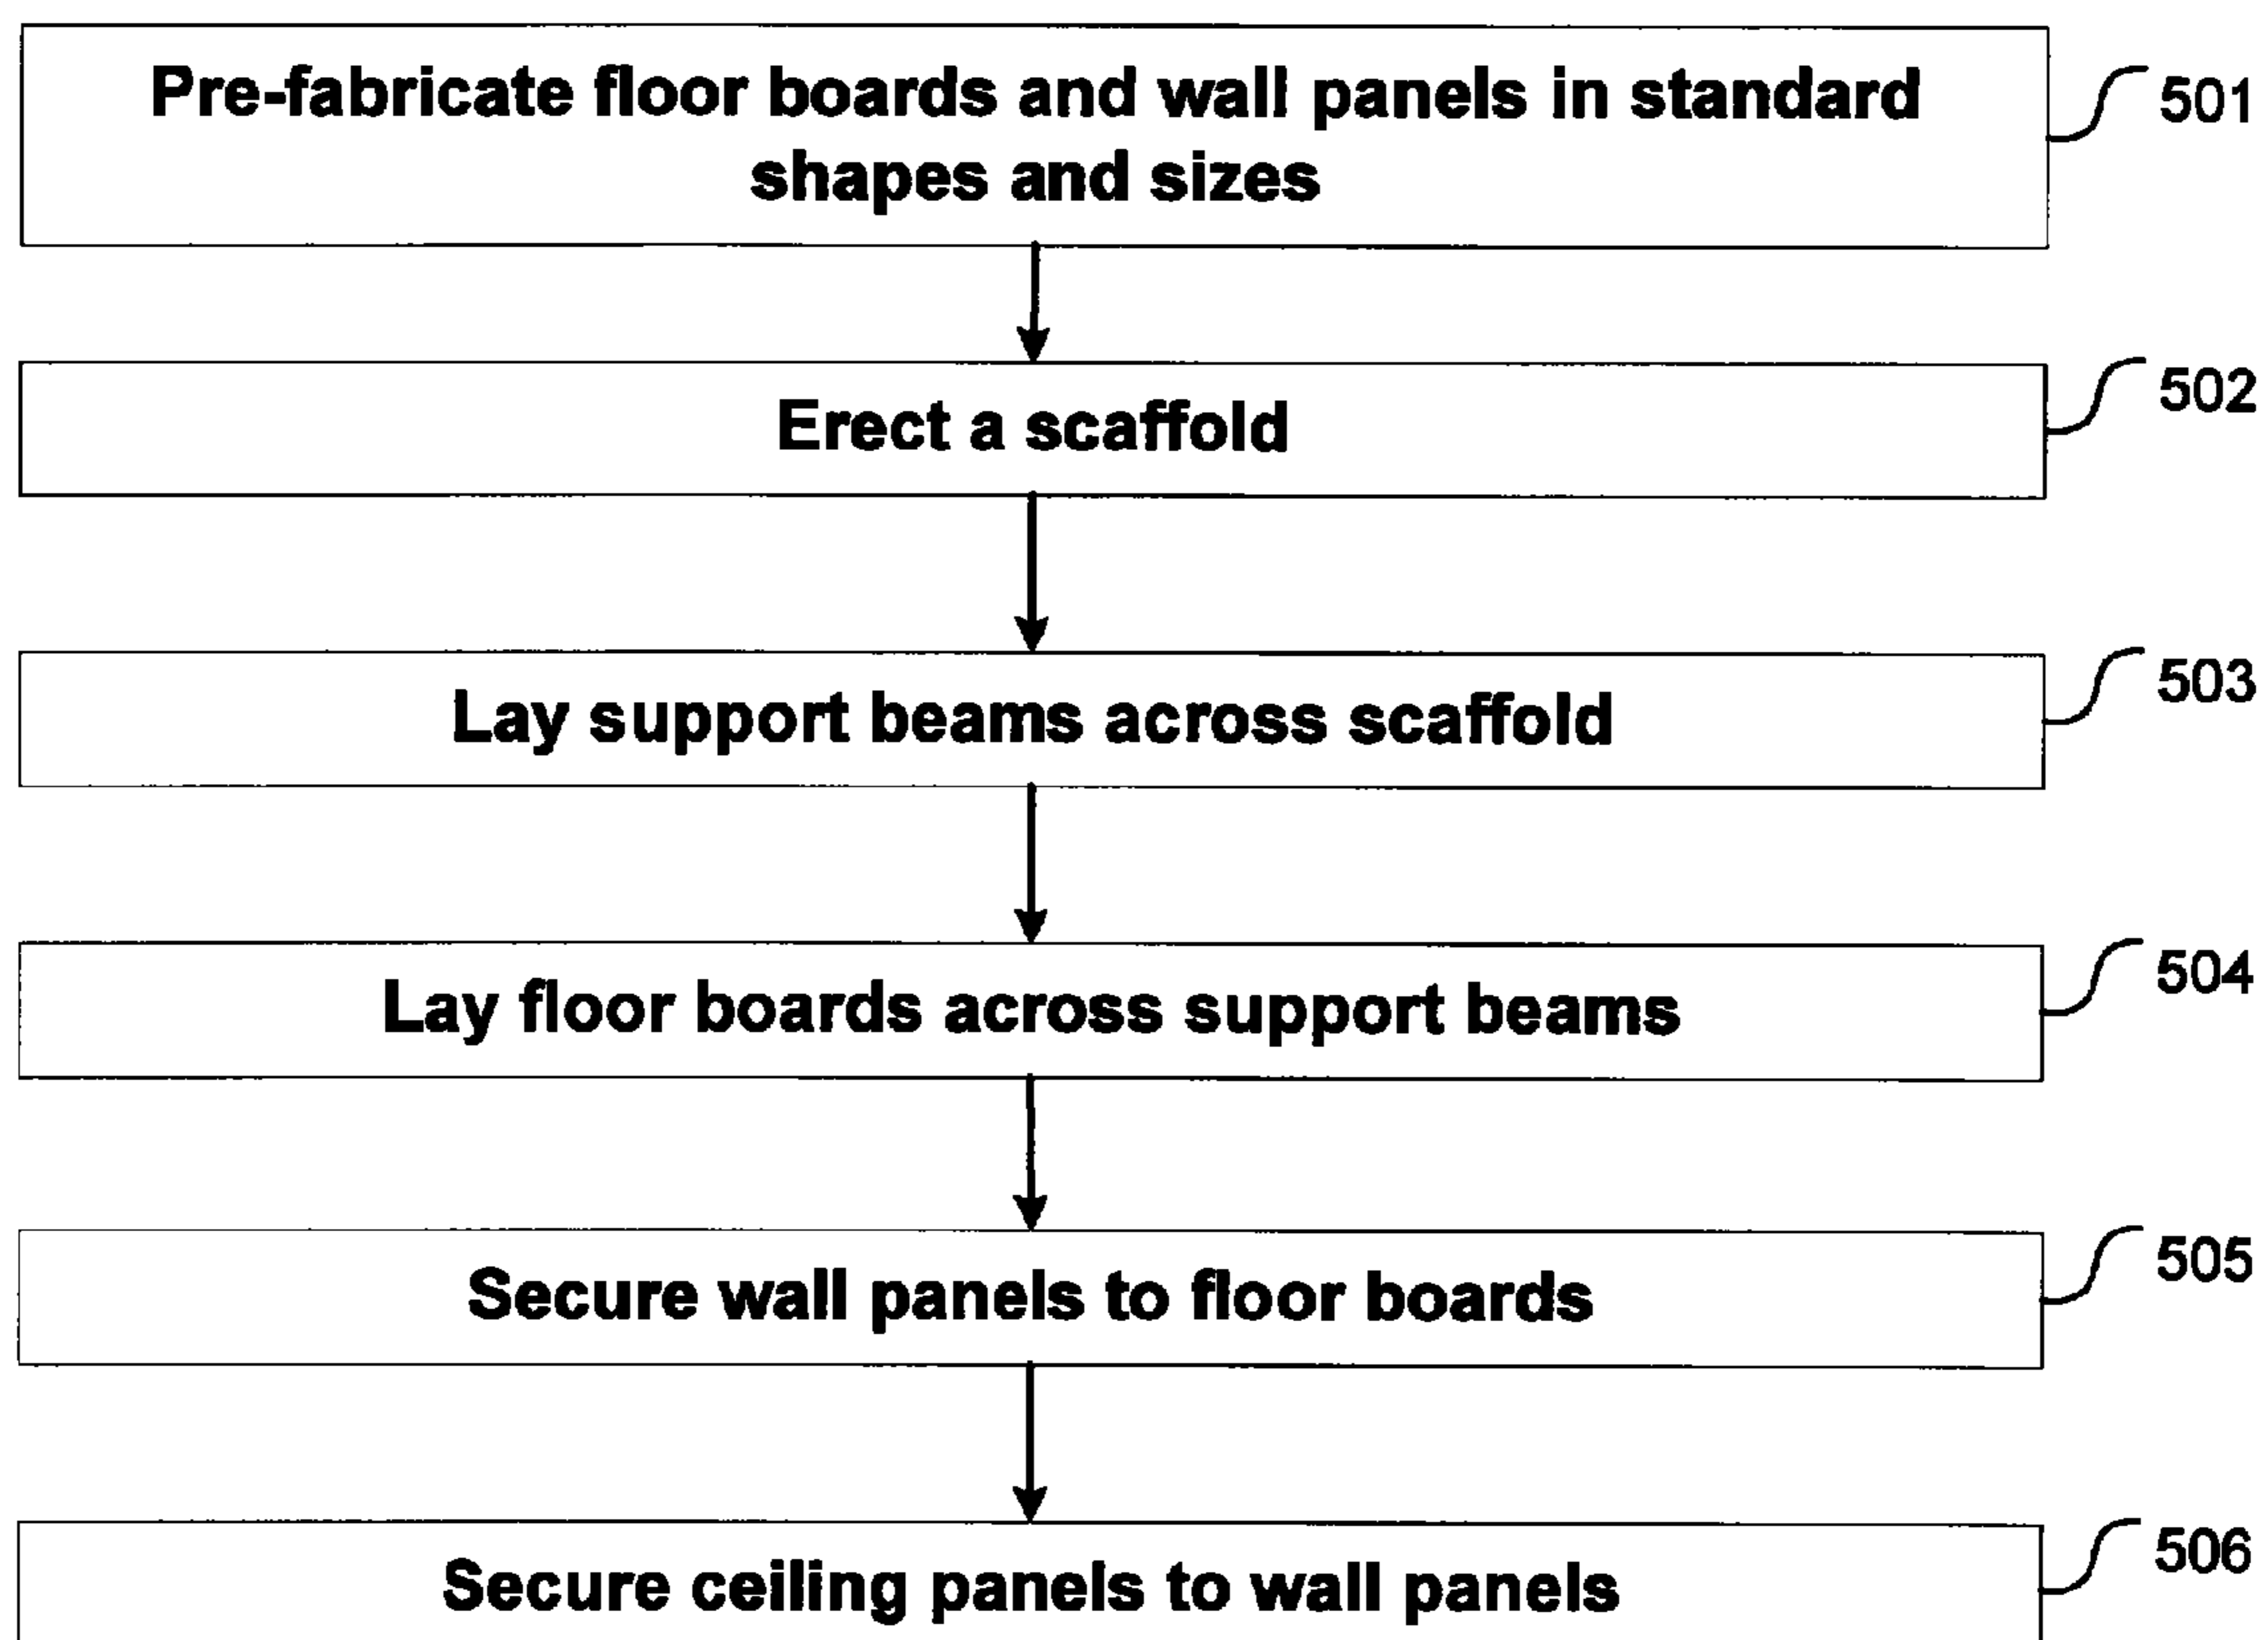 Pre-fabricate floor boards and wall panels in standard
shapes and sizes
501
Erect a scaffold
502
Lay support beams across scaffold
503
Lay floor boards across support beams
504
Secure wall panels to floor boards
505
Secure ceiling panels to wall panels
506